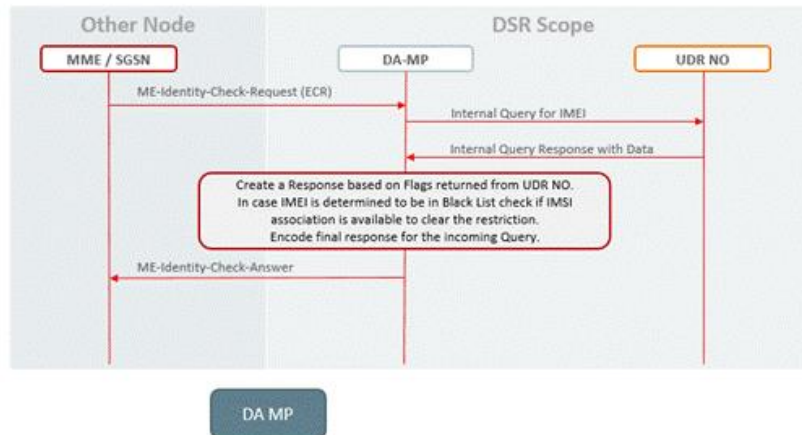 Other Node
DSR Scope
MME / SGSN
DA-MP
UDR NO
ME-Identity-Check-Request (ECR)
Internal Query for IMEI
Internal Query Response with Data
Create a Response based on Flags returned from UDR NO.
In case IMEI is determined to be in Black List check if IMSI
association is available to clear the restriction.
Encode final response for the incoming Query.
ME-Identity-Check-Answer
DA MP